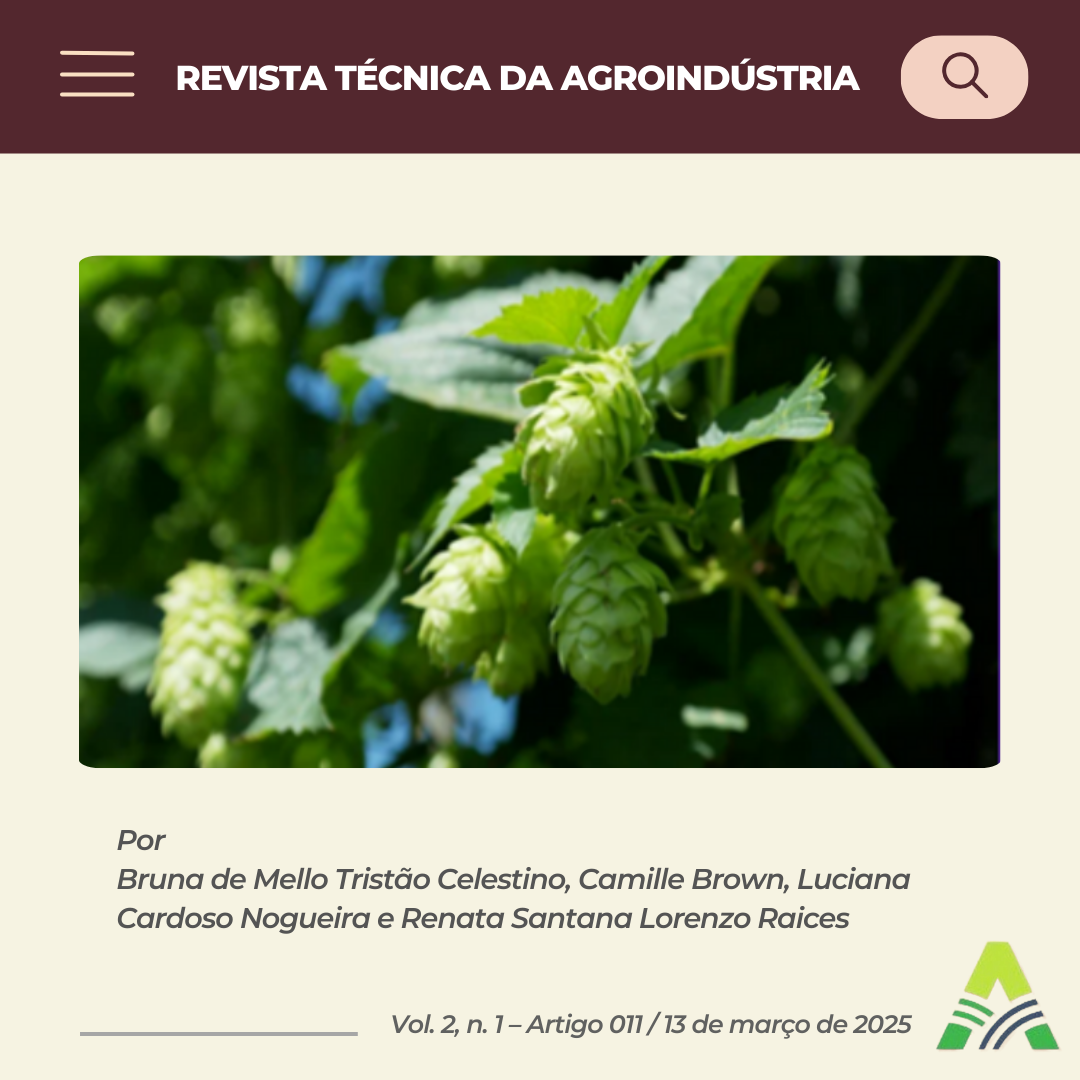 REVISTA TÉCNICA DA AGROINDÚSTRIA
Por
Bruna de Mello Tristão Celestino, Camille Brown, Luciana
Cardoso Nogueira e Renata Santana Lorenzo Raices
Vol. 2, n. 1 – Artigo 011 / 13 de março de 2025